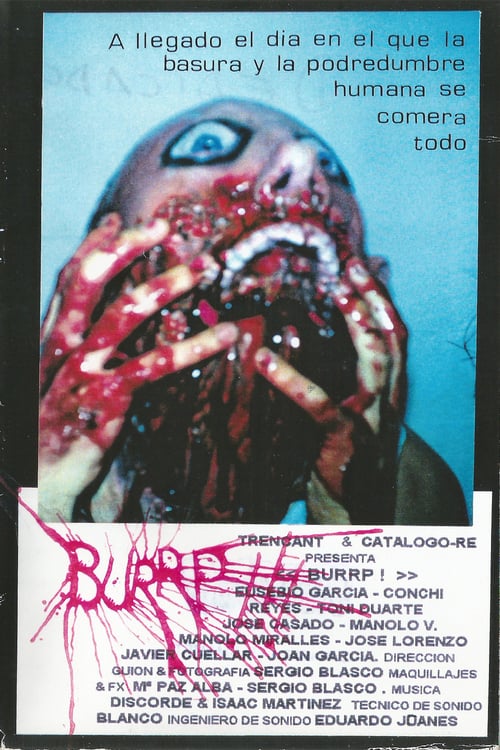 A llegado el dia en el que la
basura y la podredumbre
humana se
comera
todo
TRENCANT & CATALOGO-RE
PRESENTA
<< BURRP ! >>
BURRP!!!
EUSEBIO GARCIA - CONCHI
REYES - TONI DUARTE
JOSE CASADO - MANOLO V.
MANOLO MIRALLES - JOSE LORENZO
JAVIER CUELLAR - JOAN GARCIA. DIRECCION
GUION & FOTOGRAFIA SERGIO BLASCO MAQUILLAJES
& FX Mª PAZ ALBA - SERGIO BLASCO . MUSICA
DISCORDE & ISAAC MARTINEZ TECNICO DE SONIDO
BLANCO INGENIERO DE SONIDO EDUARDO JÜANES